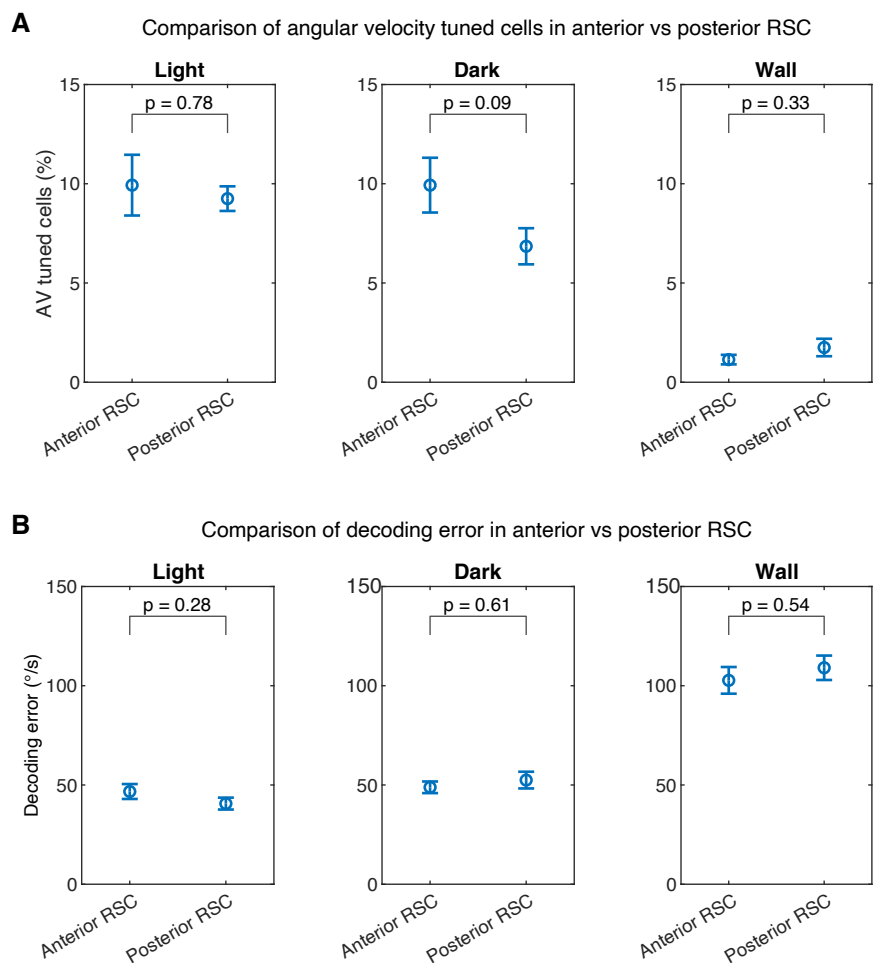 A
Comparison of angular velocity tuned cells in anterior vs posterior RSC
Light
Dark
Wall
AV tuned cells (%)
15
10
5
0
p = 0.78
Anterior RSC
Posterior RSC
15
10
5
0
p = 0.09
Anterior RSC
Posterior RSC
15
10
5
0
p = 0.33
Anterior RSC
Posterior RSC
B
Comparison of decoding error in anterior vs posterior RSC
Light
Dark
Wall
Decoding error (°/s)
150
100
50
0
p = 0.28
Anterior RSC
Posterior RSC
150
100
50
0
p = 0.61
Anterior RSC
Posterior RSC
150
100
50
0
p = 0.54
Anterior RSC
Posterior RSC